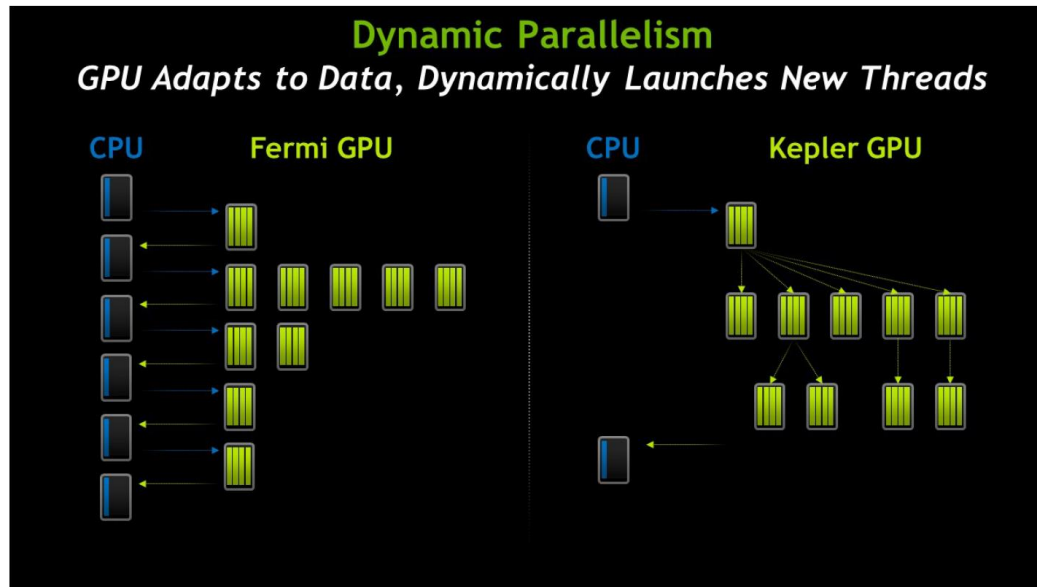 Dynamic Parallelism
GPU Adapts to Data, Dynamically Launches New Threads
CPU
Fermi GPU
CPU
Kepler GPU